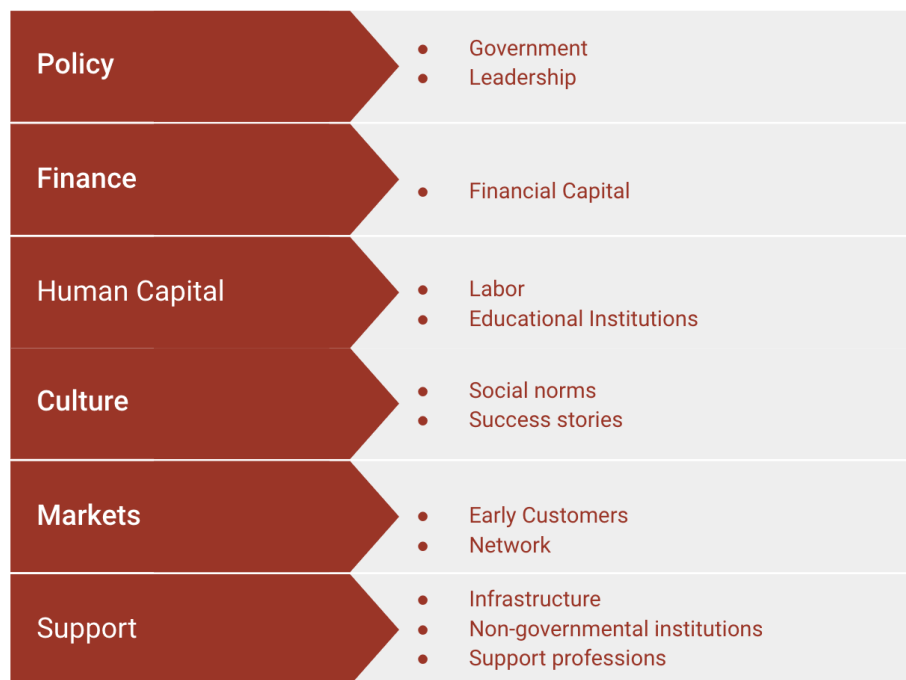 Policy
Government
Leadership
Finance
Financial Capital
Human Capital
Labor
Educational Institutions
Culture
Social norms
Success stories
Markets
Early Customers
Network
Support
Infrastructure
Non-governmental institutions
Support professions